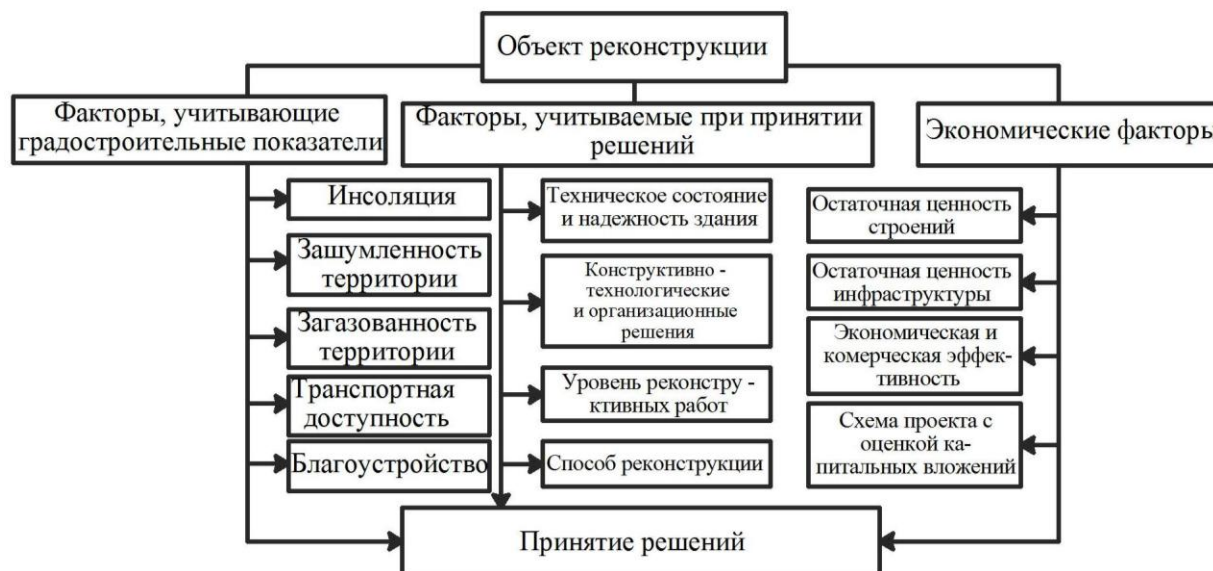 Объект реконструкции
Факторы, учитывающие
градостроительные показатели
Факторы, учитываемые при принятии
решений
Экономические факторы
Инсоляция
Зашумленность
территории
Загазованность
территории
Транспортная
доступность
Благоустройство
Техническое состояние
и надежность здания
Конструктивно -
технологические
и организационные
решения
Уровень реконстру -
ктивных работ
Способ реконструкции
Остаточная ценность
строений
Остаточная ценность
инфраструктуры
Экономическая и
комерческая эффек-
тивность
Схема проекта с
оценкой ка-
питальных вложений
Принятие решений